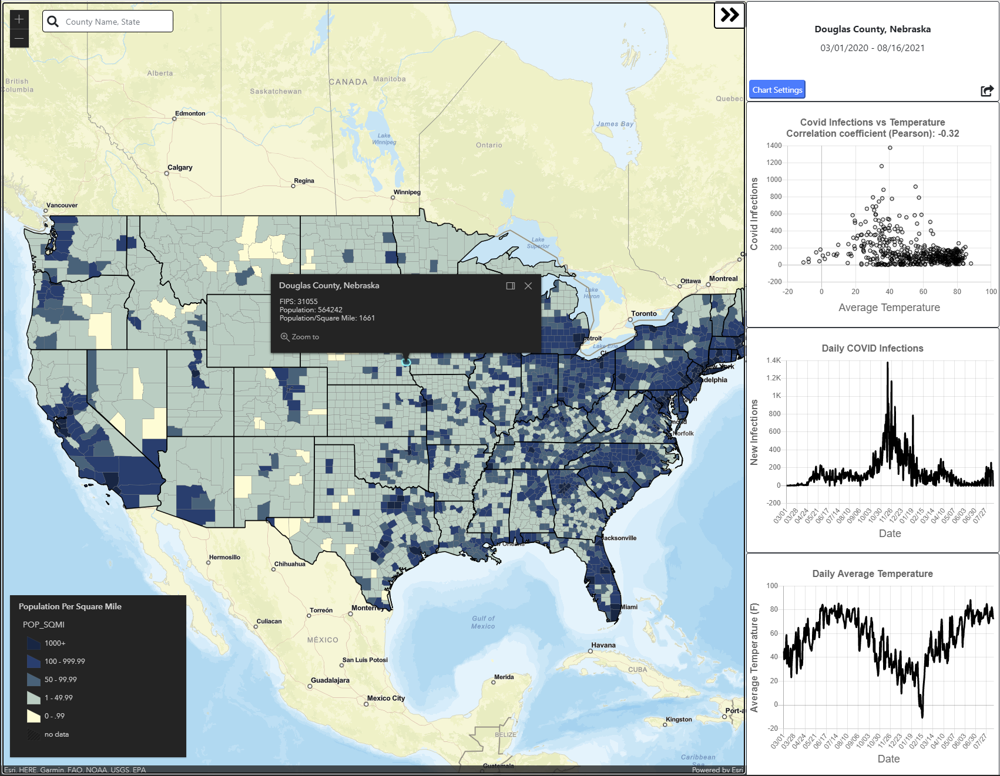 +
County Name, State
−
British
Columbia
Alberta
CANADA
Manitoba
Saskatchewan
Quebec
Edmonton
James Bay
Lake
Winnipeg
Ontario
Calgary
Regina
Winnipeg
Vancouver
Lake
Superior
Ottawa
Montreal
Lake
Huron
Toronto
Detroit
Lake Erie
Douglas County, Nebraska
FIPS: 31055
Population: 564242
Population/Square Mile: 1661
Zoom to
New York
adelphia
Norfolk
Jacksonville
Hermosillo
Chihuahua
Miami
Monterrey
Torreón
Culiacan
Gulf of
Mexico
MÉXICO
Havana
San Luis Potosi
CUBA
Merida
Guadalajara
Mexico City
Port-a
Kingston
BELIZE
Caribbean
Sea
Guatemala
Population Per Square Mile
POP_SQMI
1000+
100 - 999.99
50 - 99.99
1 - 49.99
0 - .99
no data
Esri, HERE, Garmin, FAO, NOAA, USGS, EPA
Powered by Esri
Douglas County, Nebraska
03/01/2020 - 08/16/2021
Chart Settings
Covid Infections vs Temperature
Correlation coefficient (Pearson): -0.32
Covid Infections
1400
1200
1000
800
600
400
200
0
-200
-20 0 20 40 60 80 100
Average Temperature
Daily COVID Infections
New Infections
1.4K
1.2K
1K
800
600
400
200
0
-200
03/01 03/28 04/24 05/21 06/17 07/14 08/10 09/06 10/03 10/30 11/26 12/23 01/19 02/15 03/14 04/10 05/07 06/03 06/30 07/27
Date
Daily Average Temperature
Average Temperature (F)
100
80
60
40
20
0
-20
03/01 03/28 04/24 05/21 06/17 07/14 08/10 09/06 10/03 10/30 11/26 12/23 01/19 02/15 03/14 04/10 05/07 06/03 06/30 07/27
Date